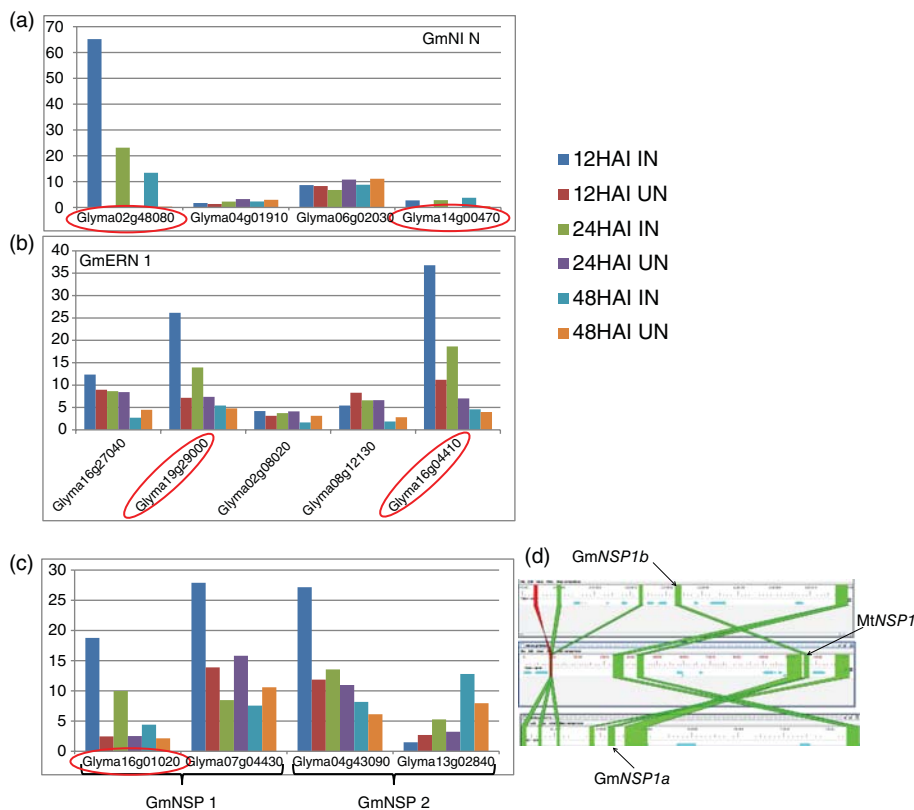 (a)
GmNI N
70
60
50
40
30
20
10
0
Glyma02g48080 Glyma04g01910 Glyma06g02030 Glyma14g00470
12HAI IN
12HAI UN
24HAI IN
24HAI UN
48HAI IN
48HAI UN
(b)
GmERN 1
40
35
30
25
20
15
10
5
0
Glyma16g27040
Glyma19g29000
Glyma02g08020
Glyma08g12130
Glyma16g04410
(c)
30
25
20
15
10
5
0
Glyma16g01020 Glyma07g04430 Glyma04g43090 Glyma13g02840
GmNSP 1 GmNSP 2
(d)
GmNSP1b
MtNSP1
GmNSP1a